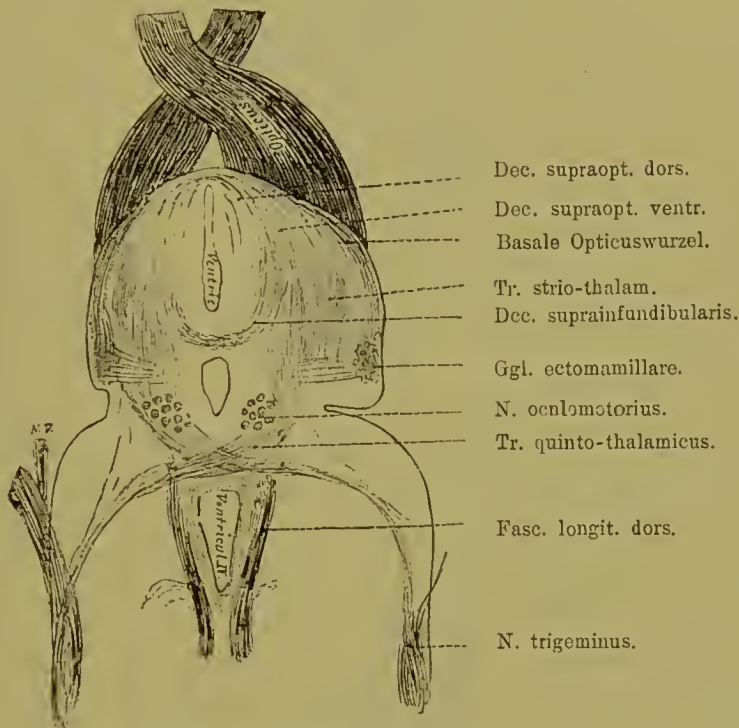 Opticus
Ventric
Dec. supraopt. dors.
Dec. supraopt. ventr.
Basale Opticuswurzel.
Tr. strio-thalam.
Dec. suprainfundibularis.
Ggl. ectomamillare.
N. oculomotorius.
Tr. quinto-thalamicus.
Ventricul. IV
Fasc. longit. dors.
N. trigeminus.